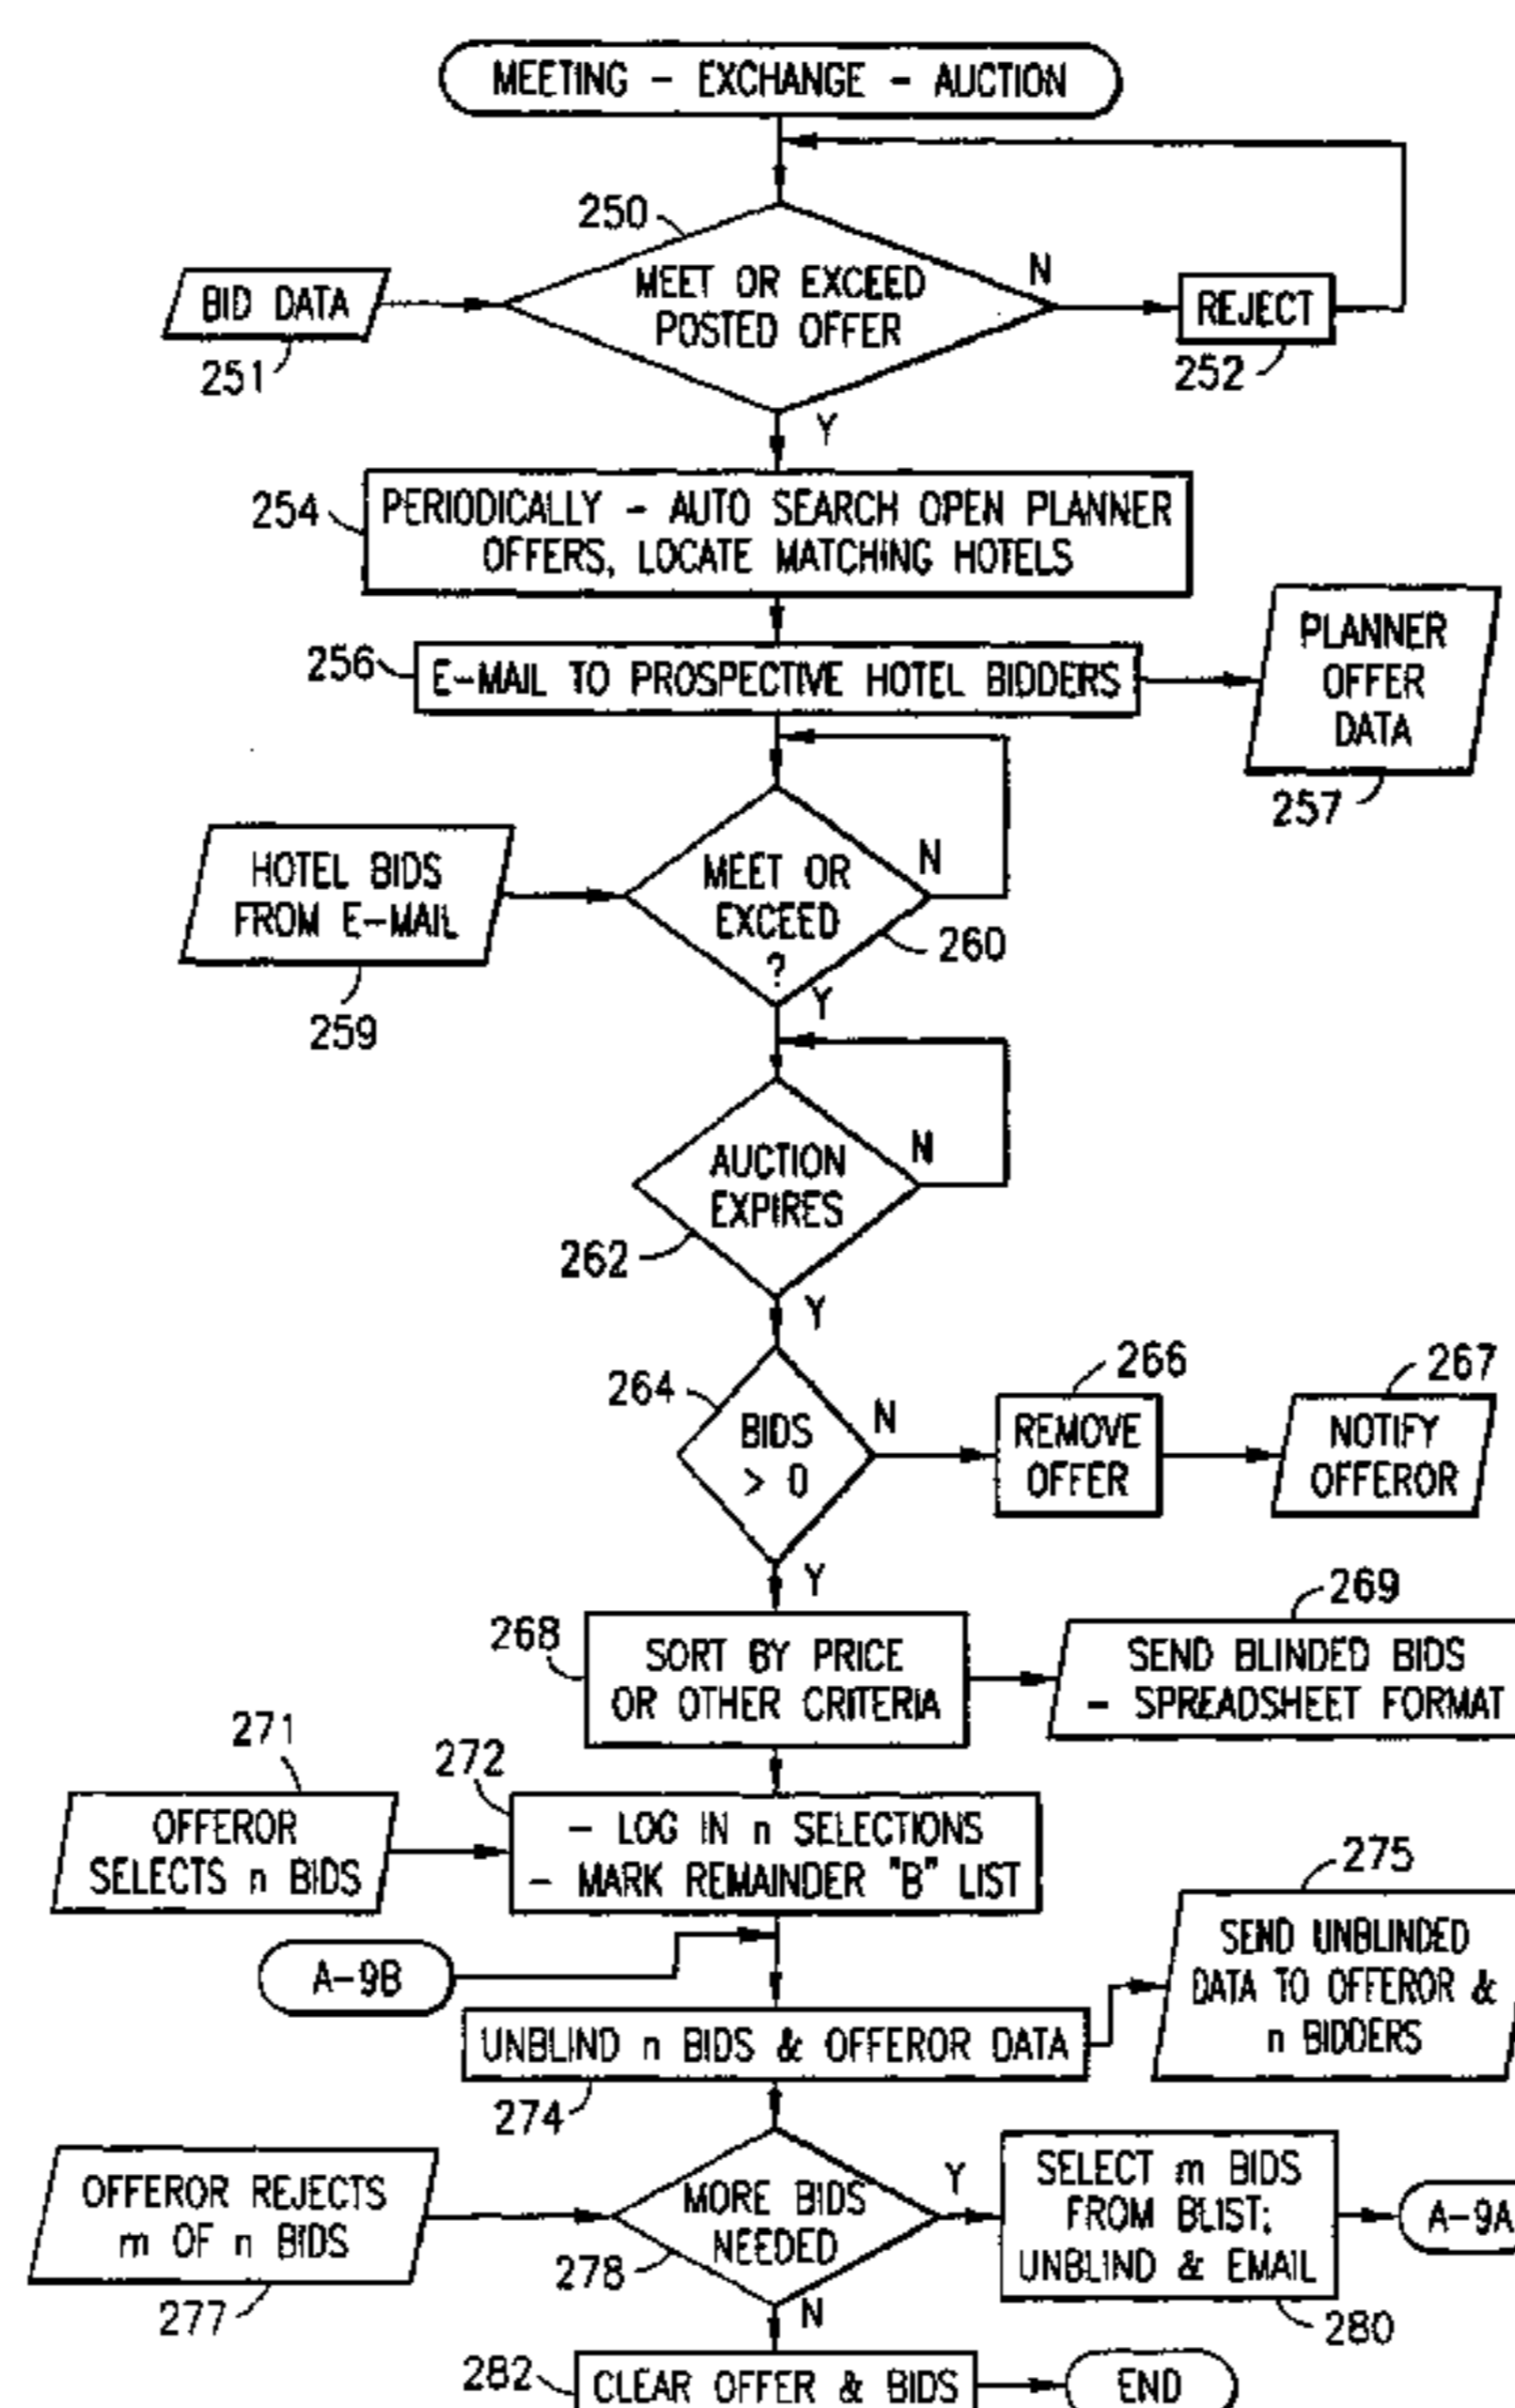 MEETING - EXCHANGE - AUCTION
250
MEET OR EXCEED
POSTED OFFER
N
BID DATA
251
REJECT
252
Y
254
PERIODICALLY - AUTO SEARCH OPEN PLANNER
OFFERS, LOCATE MATCHING HOTELS
256
E-MAIL TO PROSPECTIVE HOTEL BIDDERS
PLANNER
OFFER
DATA
257
HOTEL BIDS
FROM E-MAIL
259
MEET OR
EXCEED
?
N
260
Y
AUCTION
EXPIRES
N
262
Y
264
BIDS
> 0
N
266
REMOVE
OFFER
267
NOTIFY
OFFEROR
Y
268
SORT BY PRICE
OR OTHER CRITERIA
269
SEND BLINDED BIDS
- SPREADSHEET FORMAT
271
OFFEROR
SELECTS n BIDS
272
- LOG IN n SELECTIONS
- MARK REMAINDER "B" LIST
A-9B
275
SEND UNBLINDED
DATA TO OFFEROR &
n BIDDERS
UNBLIND n BIDS & OFFEROR DATA
274
OFFEROR REJECTS
m OF n BIDS
277
MORE BIDS
NEEDED
278
Y
SELECT m BIDS
FROM BLIST;
UNBLIND & EMAIL
280
A-9A
N
282
CLEAR OFFER & BIDS
END